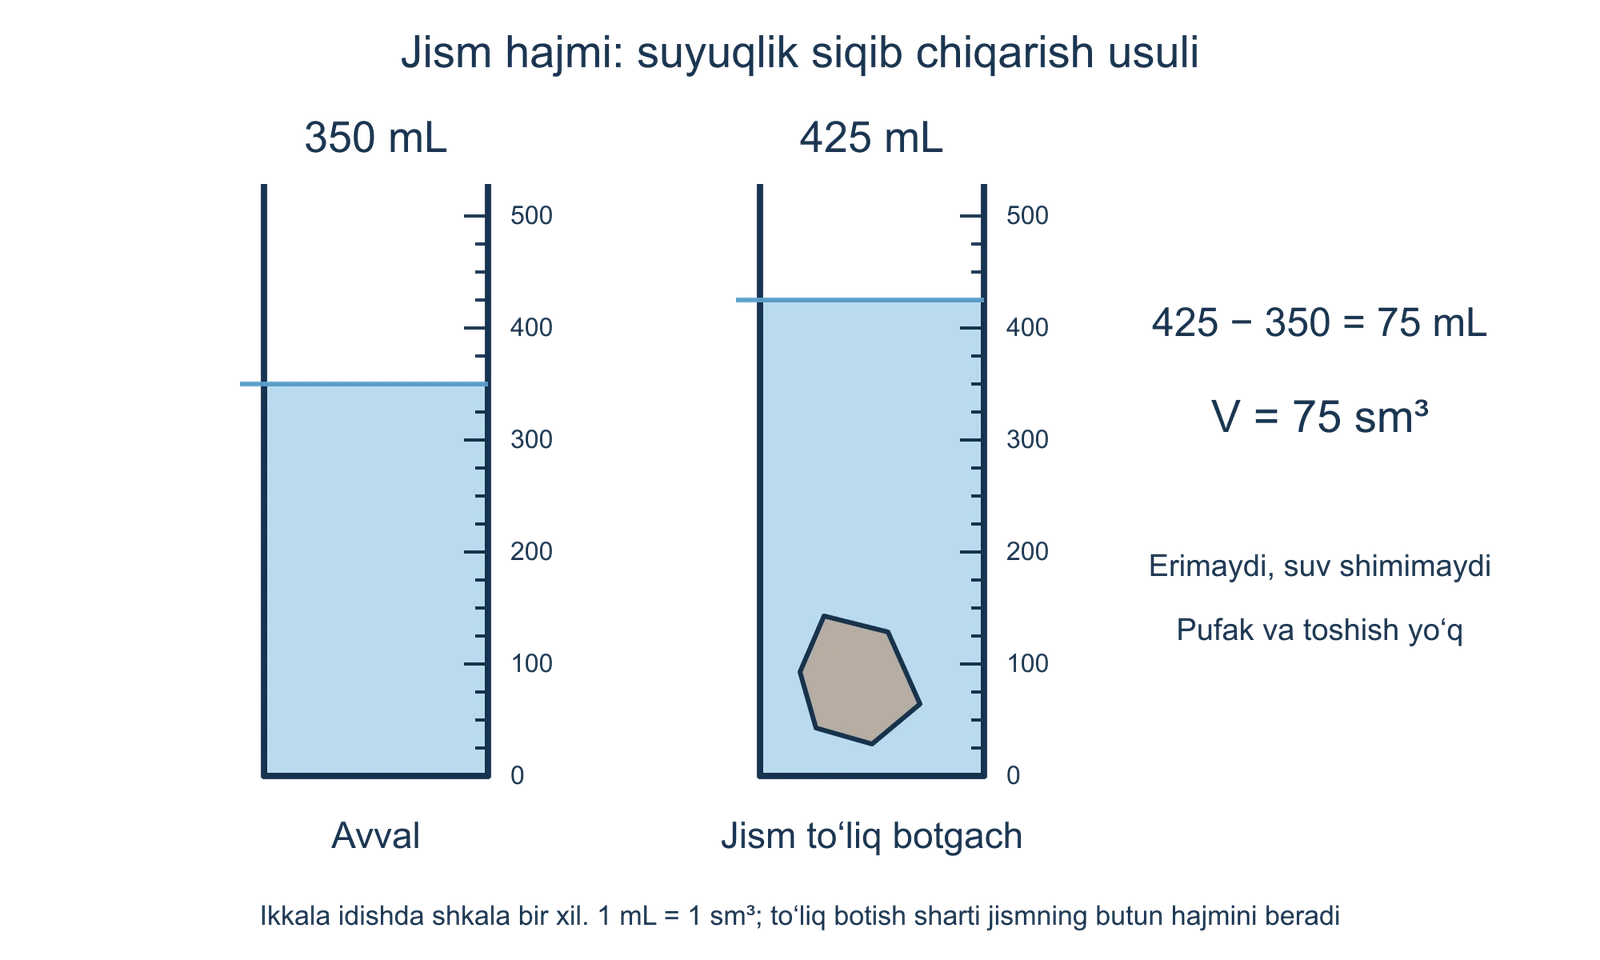 Jism hajmi: suyuqlik siqib chiqarish usuli
350 mL
425 mL
500
400
300
200
100
0
500
400
300
200
100
0
425 − 350 = 75 mL
V = 75 sm³
Erimaydi, suv shimimaydi
Pufak va toshish yo‘q
Avval
Jism to‘liq botgach
Ikkala idishda shkala bir xil. 1 mL = 1 sm³; to‘liq botish sharti jismning butun hajmini beradi